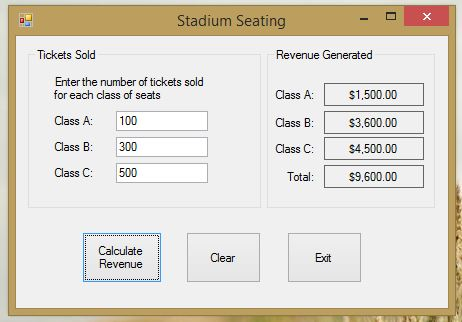 Stadium Seating
Tickets Sold
Enter the number of tickets sold
for each class of seats
Class A: 100
Class B: 300
Class C: 500
Revenue Generated
Class A: $1,500.00
Class B: $3,600.00
Class C: $4,500.00
Total: $9,600.00
Calculate
Revenue
Clear
Exit